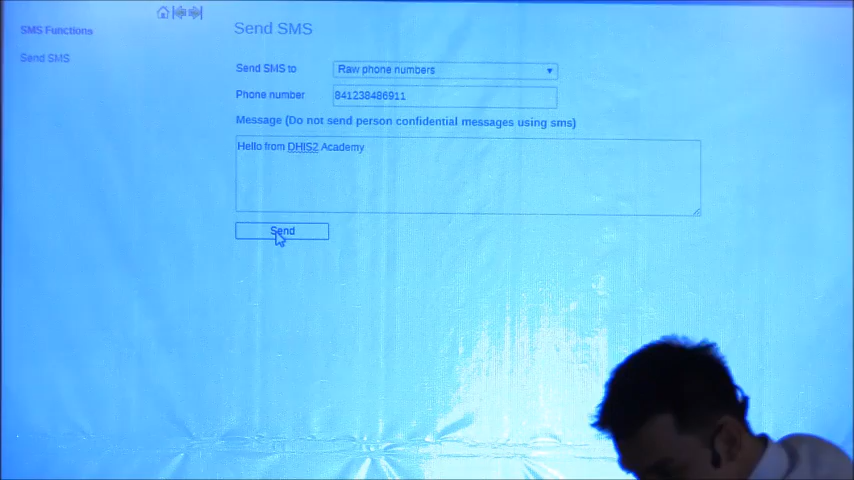 SMS Functions
Send SMS
Send SMS
Send SMS to
Raw phone numbers
Phone number
841238486911
Message (Do not send person confidential messages using sms)
Hello from DHIS2 Academy
Send